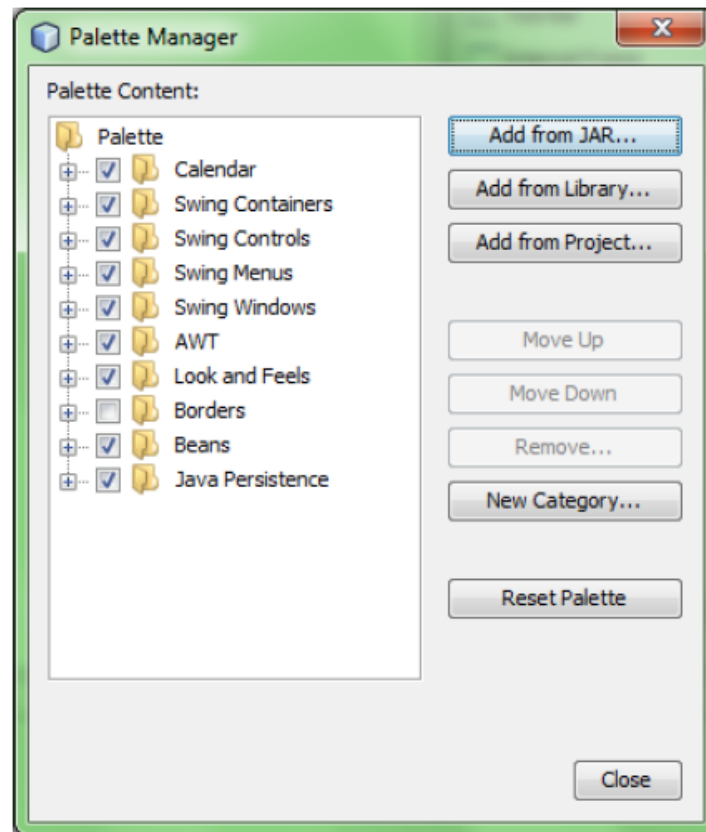 Palette Manager
Palette Content:
Palette
Calendar
Swing Containers
Swing Controls
Swing Menus
Swing Windows
AWT
Look and Feels
Borders
Beans
Java Persistence
Add from JAR...
Add from Library...
Add from Project...
Move Up
Move Down
Remove...
New Category...
Reset Palette
Close